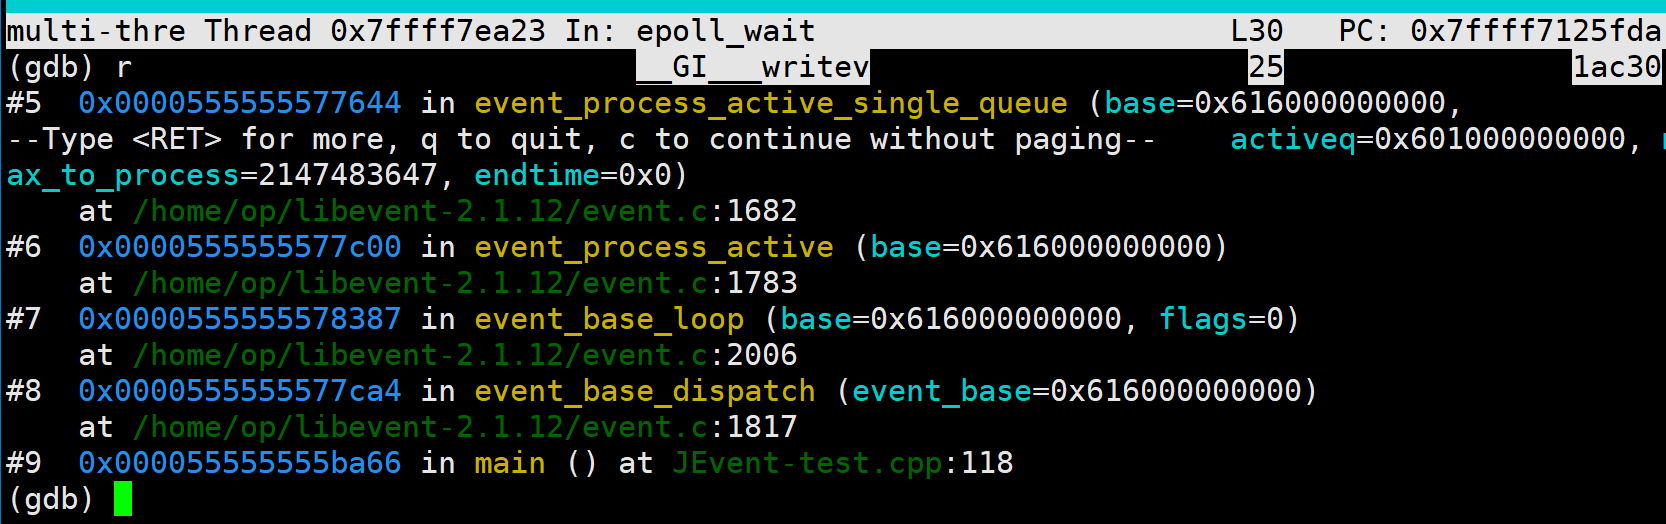 multi-thre Thread 0x7ffff7ea23 In: epoll_wait L30 PC: 0x7ffff7125fda
(gdb) r __GI___writev 25 1ac30
#5 0x0000555555577644 in event_process_active_single_queue (base=0x616000000000,
--Type <RET> for more, q to quit, c to continue without paging-- activeq=0x601000000000, m
ax_to_process=2147483647, endtime=0x0)
at /home/op/libevent-2.1.12/event.c:1682
#6 0x0000555555577c00 in event_process_active (base=0x616000000000)
at /home/op/libevent-2.1.12/event.c:1783
#7 0x0000555555578387 in event_base_loop (base=0x616000000000, flags=0)
at /home/op/libevent-2.1.12/event.c:2006
#8 0x0000555555577ca4 in event_base_dispatch (event_base=0x616000000000)
at /home/op/libevent-2.1.12/event.c:1817
#9 0x000055555555ba66 in main () at JEvent-test.cpp:118
(gdb)